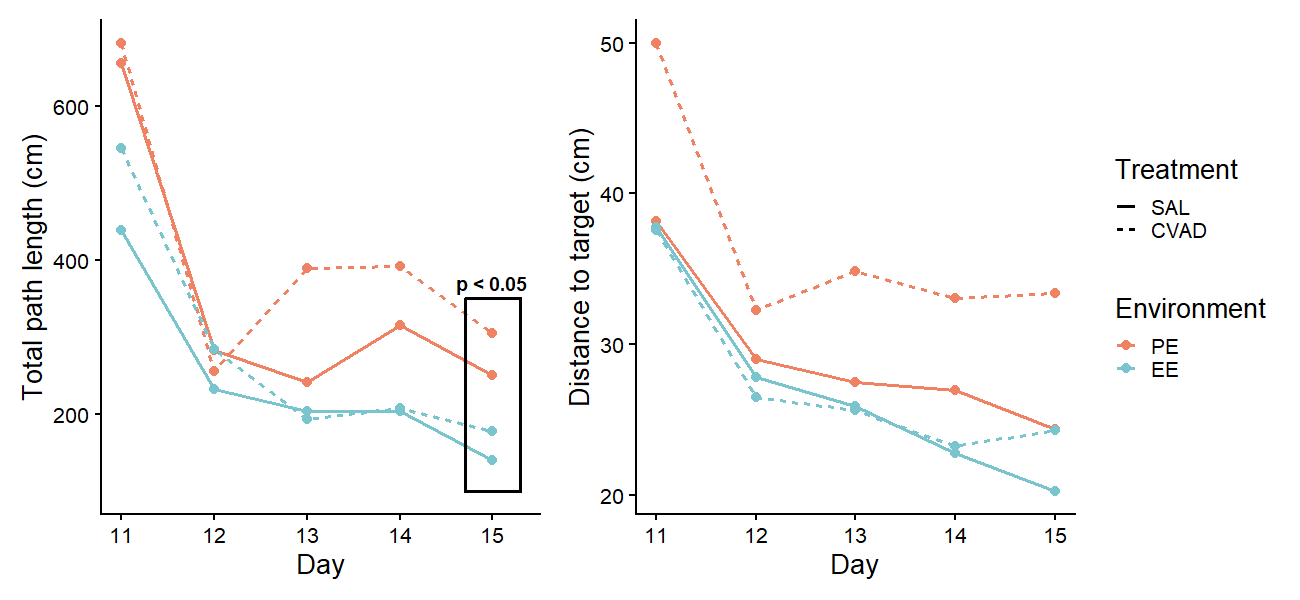 Total path length (cm)
600
400
200
p < 0.05
11 12 13 14 15
Day
Distance to target (cm)
50
40
30
20
11 12 13 14 15
Day
Treatment
SAL
CVAD
Environment
PE
EE